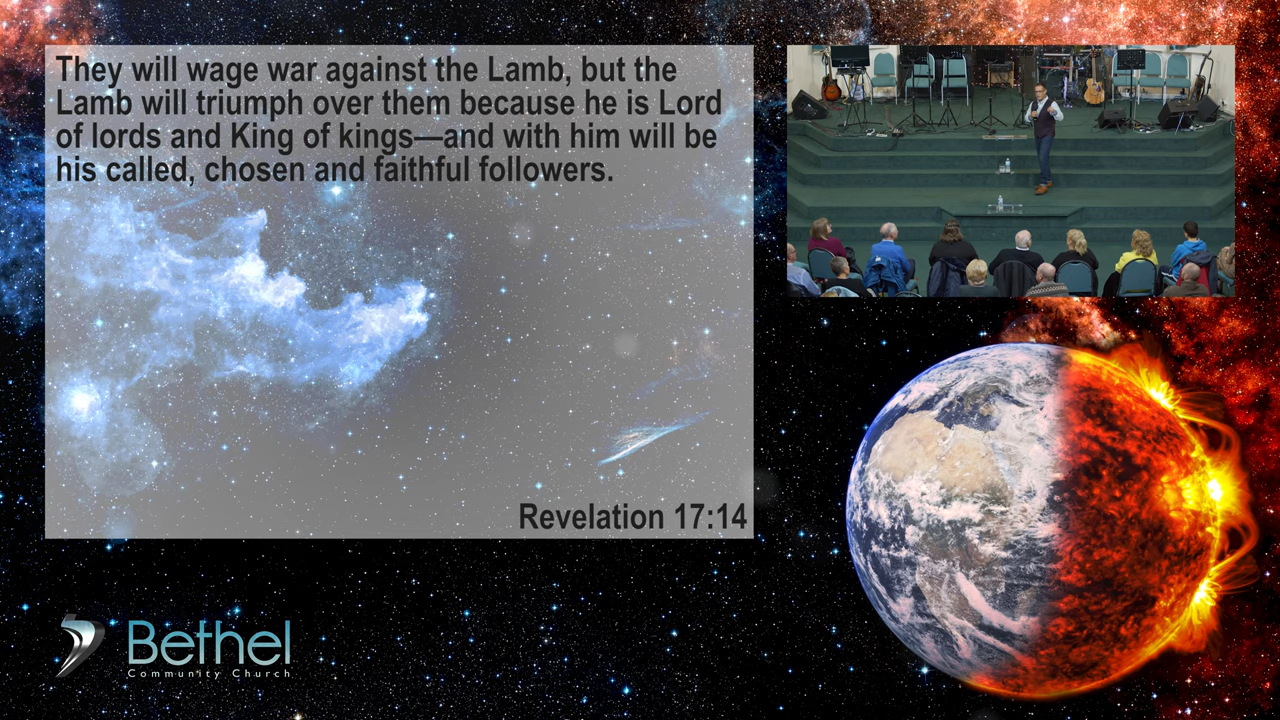 They will wage war against the Lamb, but the
Lamb will triumph over them because he is Lord
of lords and King of kings—and with him will be
his called, chosen and faithful followers.
Revelation 17:14
Bethel
Community Church